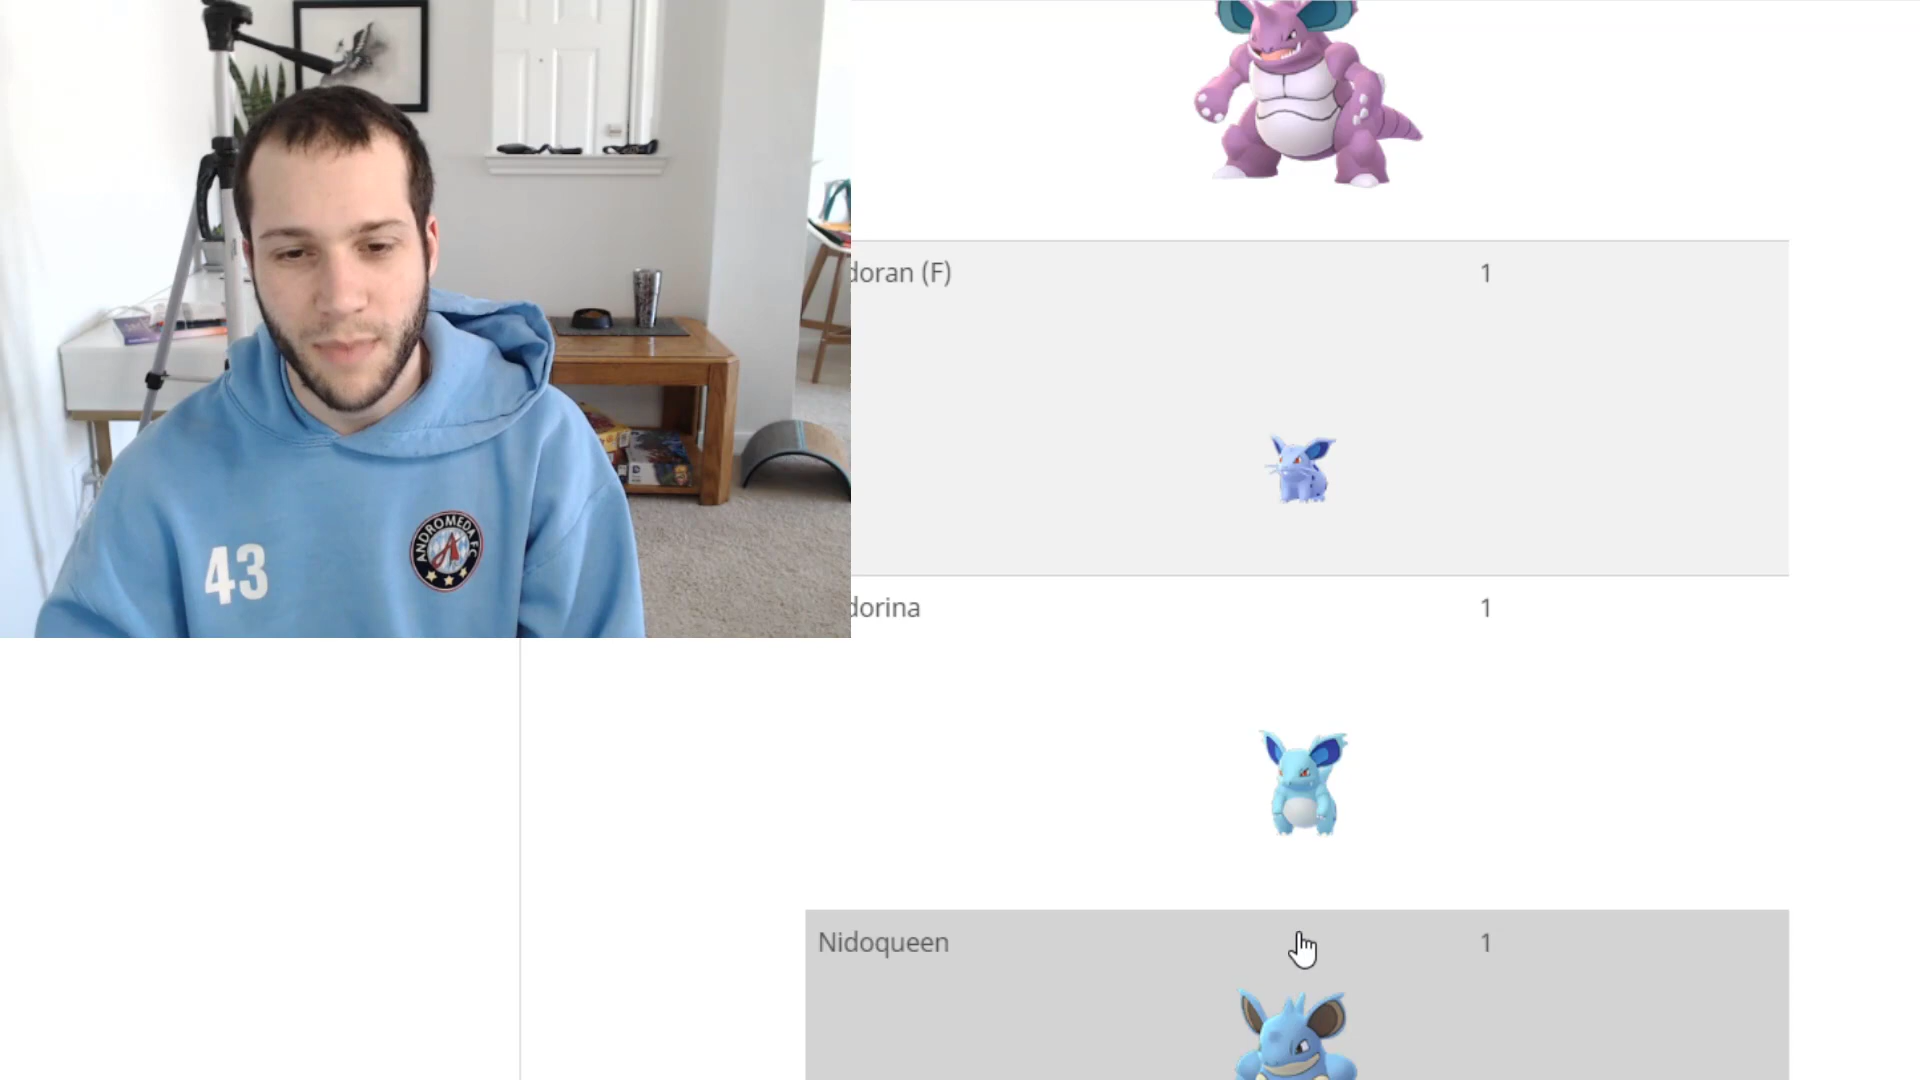 doran (F) 1
dorina 1
Nidoqueen 1
43
ANDROMEDA FC